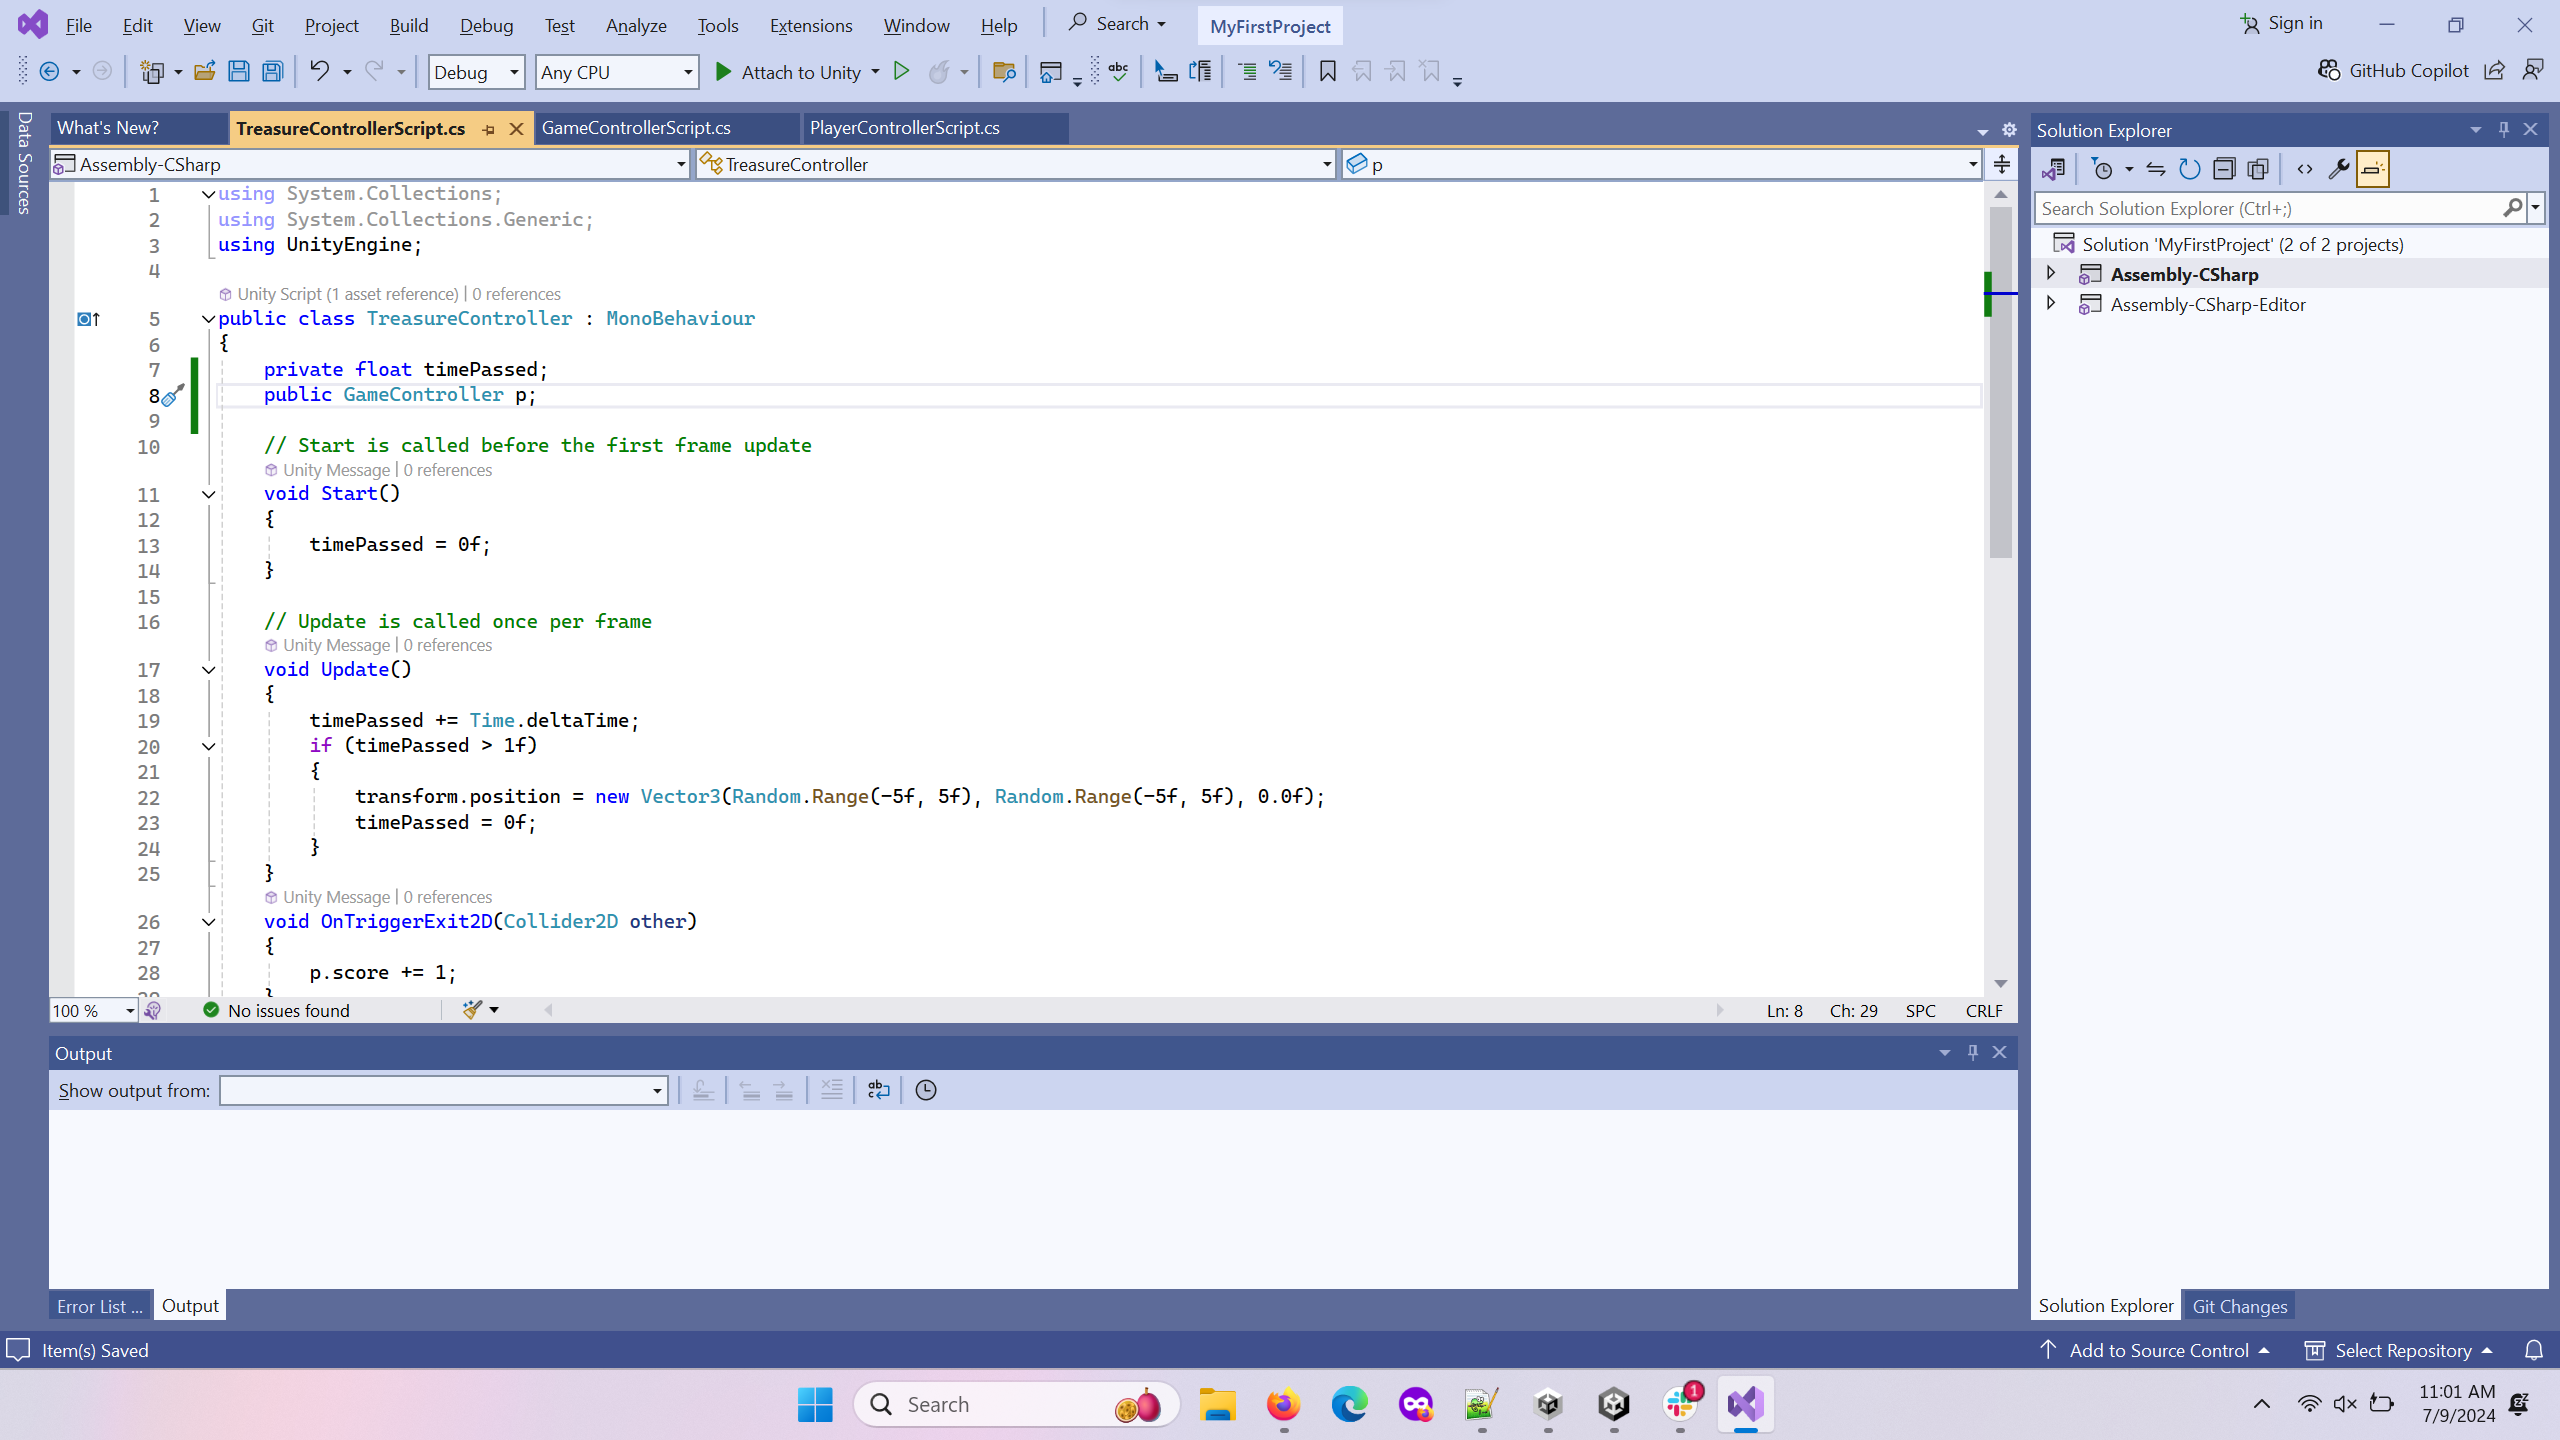 File Edit View Git Project Build Debug Test Analyze Tools Extensions Window Help Search MyFirstProject Sign in
Debug Any CPU Attach to Unity GitHub Copilot
Data Sources
What's New? TreasureControllerScript.cs GameControllerScript.cs PlayerControllerScript.cs
Assembly-CSharp TreasureController p
1 using System.Collections;
2 using System.Collections.Generic;
3 using UnityEngine;
4
Unity Script (1 asset reference) | 0 references
5 public class TreasureController : MonoBehaviour
6 {
7 private float timePassed;
8 public GameController p;
9
10 // Start is called before the first frame update
Unity Message | 0 references
11 void Start()
12 {
13 timePassed = 0f;
14 }
15
16 // Update is called once per frame
Unity Message | 0 references
17 void Update()
18 {
19 timePassed += Time.deltaTime;
20 if (timePassed > 1f)
21 {
22 transform.position = new Vector3(Random.Range(-5f, 5f), Random.Range(-5f, 5f), 0.0f);
23 timePassed = 0f;
24 }
25 }
Unity Message | 0 references
26 void OnTriggerExit2D(Collider2D other)
27 {
28 p.score += 1;
100 % No issues found Ln: 8 Ch: 29 SPC CRLF
Output
Show output from:
Error List ... Output
Solution Explorer
Search Solution Explorer (Ctrl+;)
Solution 'MyFirstProject' (2 of 2 projects)
Assembly-CSharp
Assembly-CSharp-Editor
Solution Explorer Git Changes
Item(s) Saved Add to Source Control Select Repository
Search 1 11:01 AM
7/9/2024